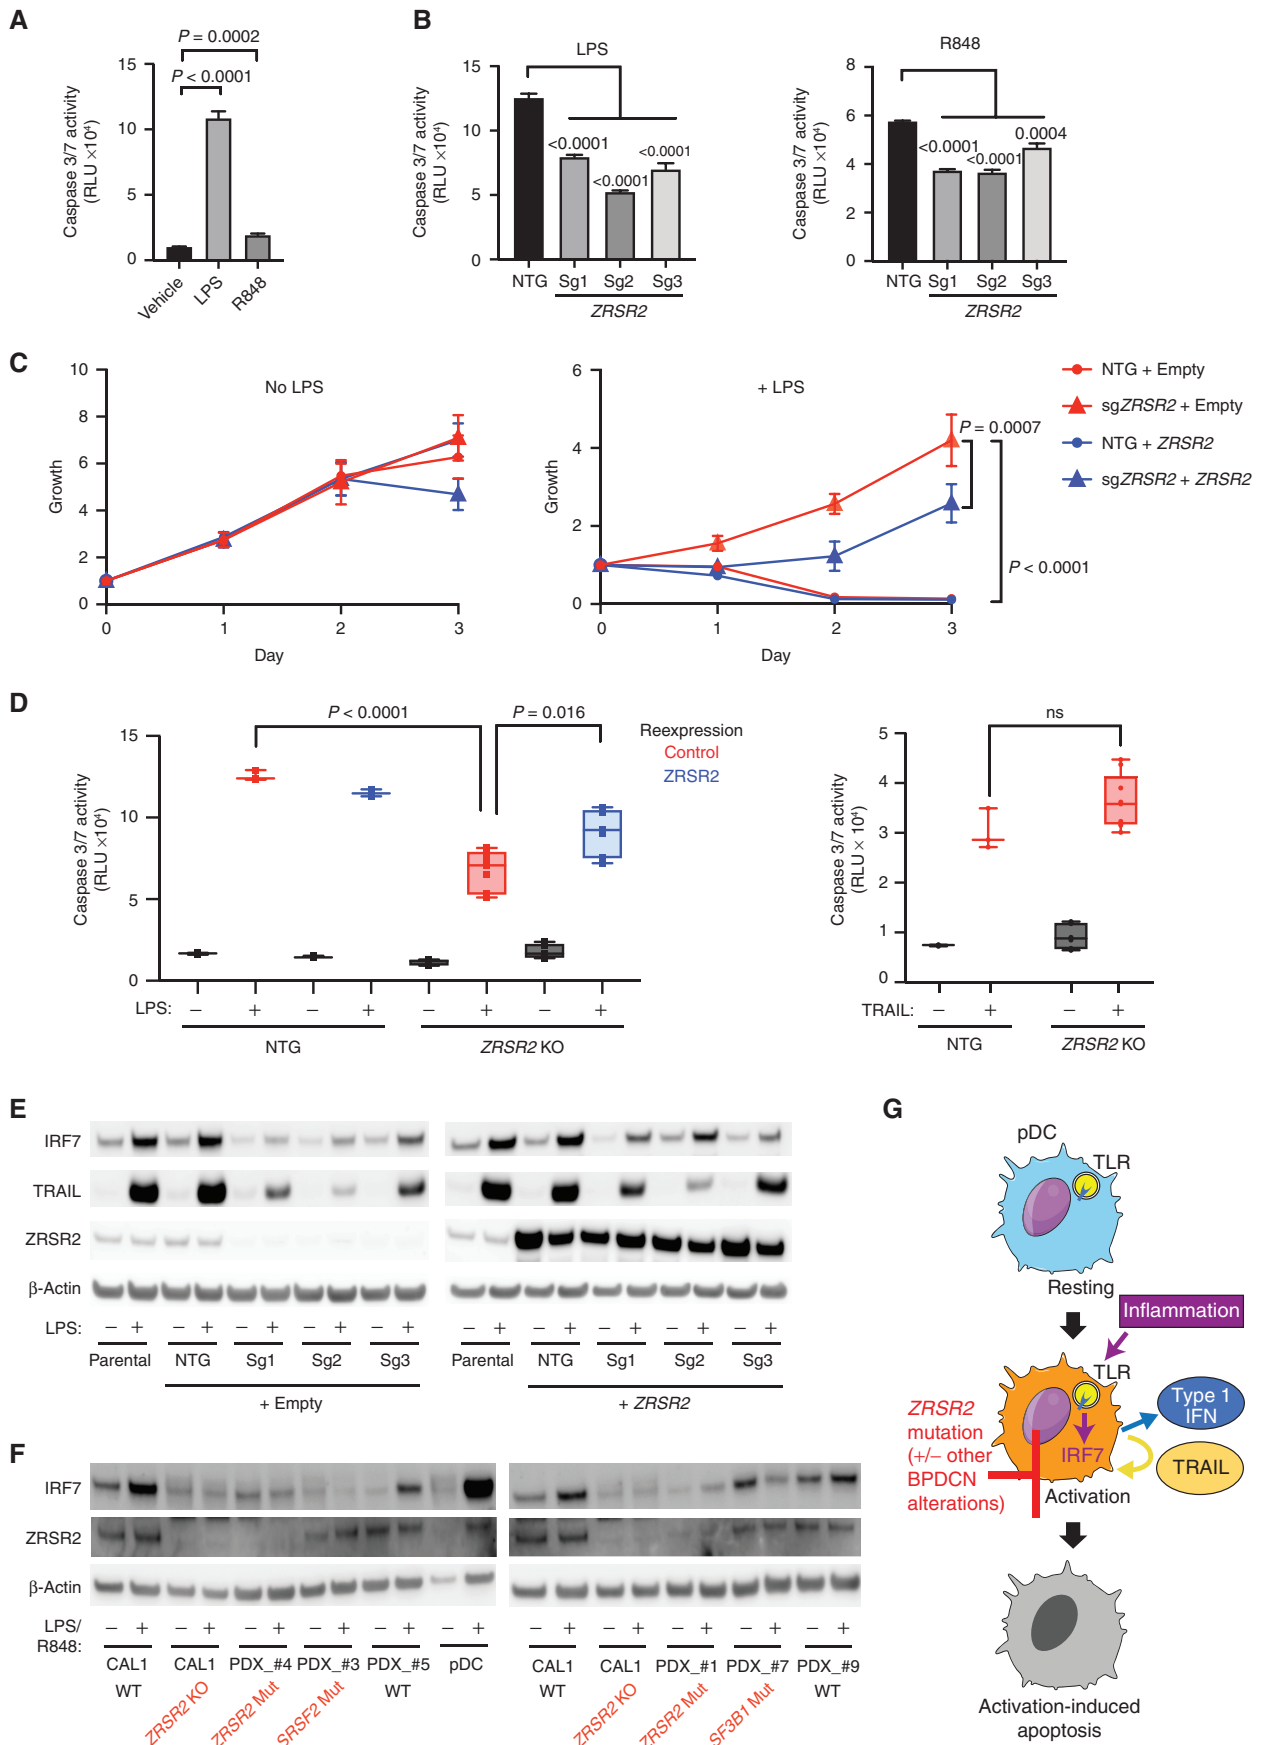 A
P = 0.0002
P < 0.0001
Caspase 3/7 activity
(RLU ×10⁴)
15
10
5
0
Vehicle
LPS
R848
B
LPS
Caspase 3/7 activity
(RLU ×10⁴)
15
10
5
0
<0.0001
<0.0001
<0.0001
NTG Sg1 Sg2 Sg3
ZRSR2
R848
Caspase 3/7 activity
(RLU ×10⁴)
8
6
4
2
0
<0.0001
<0.0001
0.0004
NTG Sg1 Sg2 Sg3
ZRSR2
C
No LPS
Growth
10
8
6
4
2
0
0 1 2 3
Day
+ LPS
Growth
6
4
2
0
0 1 2 3
Day
P = 0.0007
P < 0.0001
NTG + Empty
sgZRSR2 + Empty
NTG + ZRSR2
sgZRSR2 + ZRSR2
D
Caspase 3/7 activity
(RLU ×10⁴)
15
10
5
0
P < 0.0001
P = 0.016
Reexpression
Control
ZRSR2
LPS: − + − + − + − +
NTG
ZRSR2 KO
Caspase 3/7 activity
(RLU × 10⁴)
5
4
3
2
1
0
ns
TRAIL: − + − +
NTG
ZRSR2 KO
E
IRF7
TRAIL
ZRSR2
β-Actin
LPS: − + − + − + − + − +
Parental NTG Sg1 Sg2 Sg3
+ Empty
− + − + − + − + − +
Parental NTG Sg1 Sg2 Sg3
+ ZRSR2
F
IRF7
ZRSR2
β-Actin
LPS/
R848:
− + − + − + − + − + − +
CAL1 CAL1 PDX_#4 PDX_#3 PDX_#5 pDC
WT
ZRSR2 KO
ZRSR2 Mut
SRSF2 Mut
WT
− + − + − + − + − +
CAL1 CAL1 PDX_#1 PDX_#7 PDX_#9
WT
ZRSR2 KO
ZRSR2 Mut
SF3B1 Mut
WT
G
pDC
TLR
Resting
Inflammation
TLR
Type 1
IFN
ZRSR2
mutation
(+/− other
BPDCN
alterations)
IRF7
TRAIL
Activation
Activation-induced
apoptosis